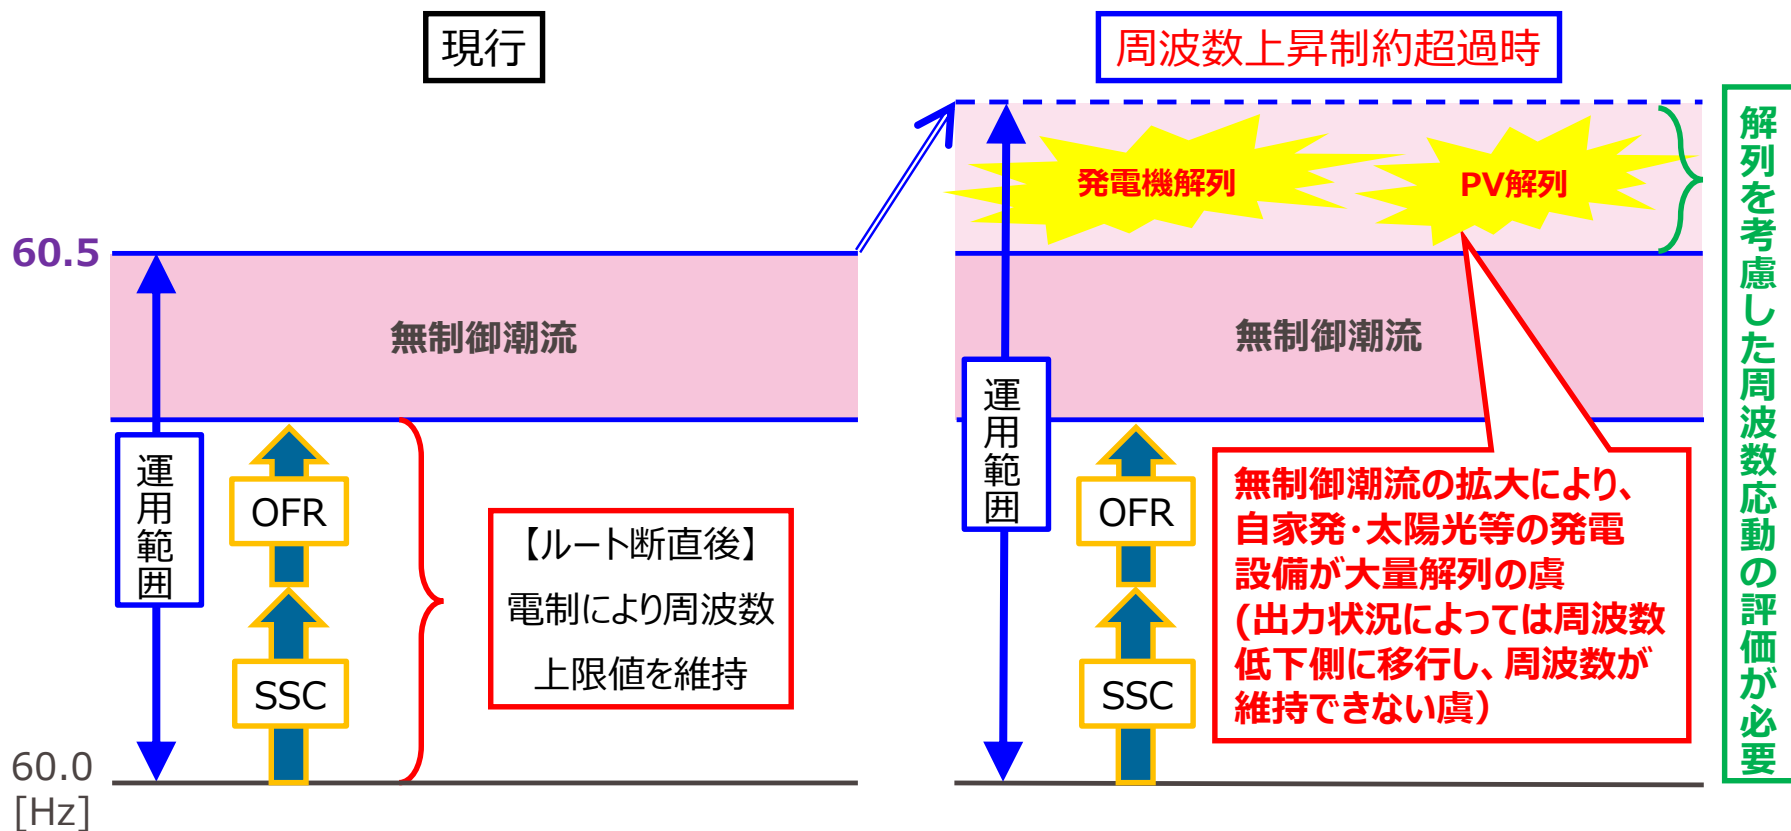 現行
60.5
無制御潮流
運用範囲
OFR
SSC
【ルート断直後】
電制により周波数
上限値を維持
60.0
[Hz]
周波数上昇制約超過時
発電機解列
PV解列
無制御潮流
運用範囲
OFR
SSC
無制御潮流の拡大により、
自家発・太陽光等の発電
設備が大量解列の虞
(出力状況によっては周波数
低下側に移行し、周波数が
維持できない虞）
解列を考慮した周波数応動の評価が必要